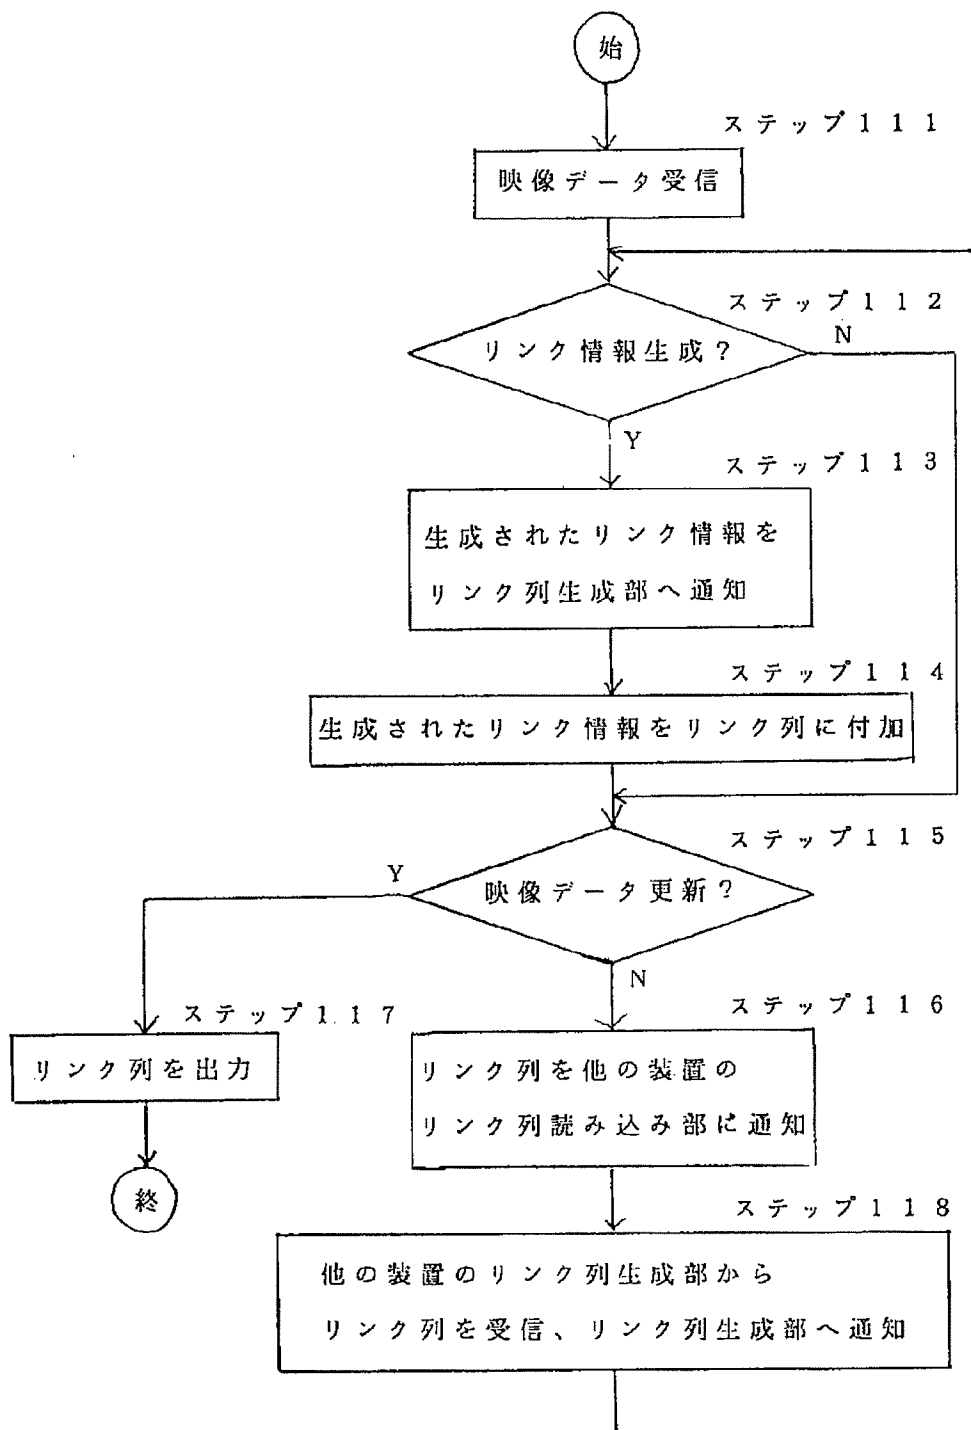 始
ステップ111
映像データ受信
ステップ112
リンク情報生成?
N
Y
ステップ113
生成されたリンク情報を
リンク列生成部へ通知
ステップ114
生成されたリンク情報をリンク列に付加
ステップ115
映像データ更新?
Y
N
ステップ117
リンク列を出力
終
ステップ116
リンク列を他の装置の
リンク列読み込み部に通知
ステップ118
他の装置のリンク列生成部から
リンク列を受信、リンク列生成部へ通知